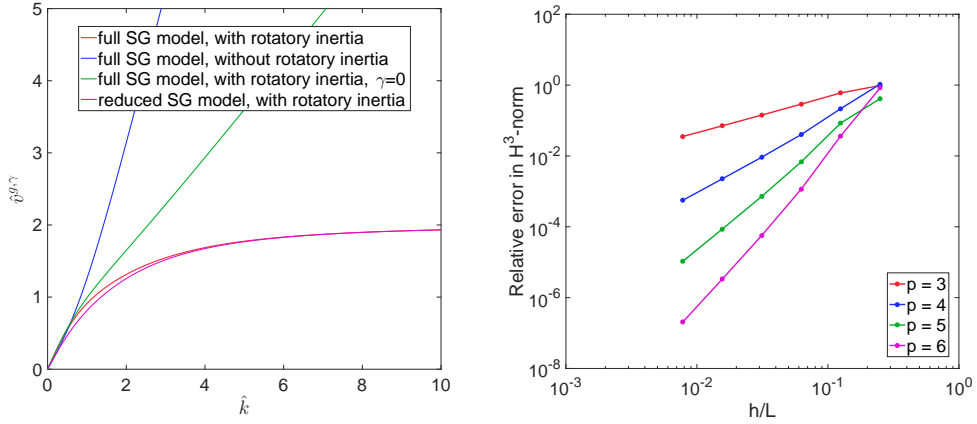 5
4
3
2
1
0
v̂^{g,γ}
0
2
4
6
8
10
k̂
full SG model, with rotatory inertia
full SG model, without rotatory inertia
full SG model, with rotatory inertia, γ=0
reduced SG model, with rotatory inertia
10^2
10^0
10^-2
10^-4
10^-6
10^-8
Relative error in H^3-norm
10^-3
10^-2
10^-1
10^0
h/L
p = 3
p = 4
p = 5
p = 6